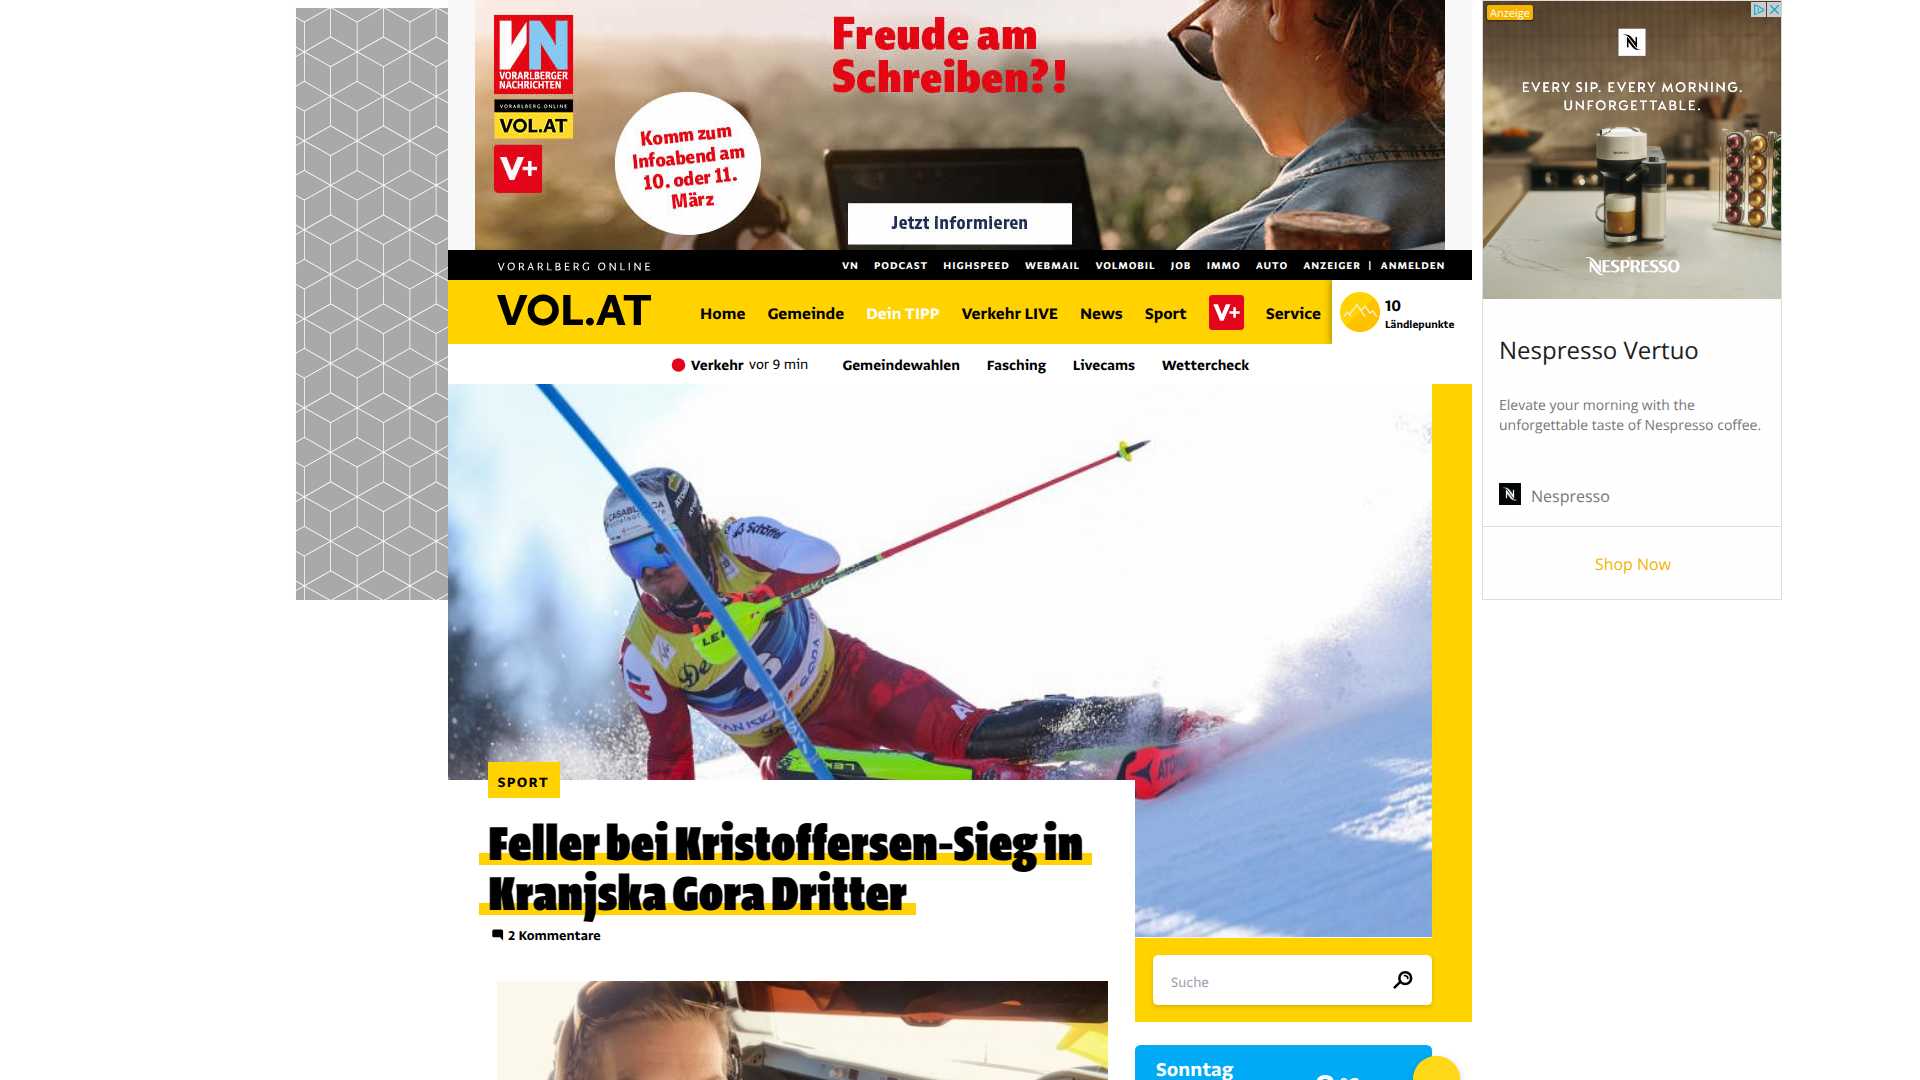 VORARLBERGER
NACHRICHTEN
VORARLBERG ONLINE
VOL.AT
V+
Freude am
Schreiben?!
Komm zum
Infoabend am
10. oder 11.
März
Jetzt Informieren
Anzeige
EVERY SIP. EVERY MORNING.
UNFORGETTABLE.
NESPRESSO
Nespresso Vertuo
Elevate your morning with the
unforgettable taste of Nespresso coffee.
Nespresso
Shop Now
VORARLBERG ONLINE
VN PODCAST HIGHSPEED WEBMAIL VOLMOBIL JOB IMMO AUTO ANZEIGER | ANMELDEN
VOL.AT
Home Gemeinde Dein TIPP Verkehr LIVE News Sport V+ Service
10
Ländlepunkte
Verkehr vor 9 min Gemeindewahlen Fasching Livecams Wettercheck
CASABLANCA
Schöffel
LEKI
A1
SPORT
Feller bei Kristoffersen-Sieg in
Kranjska Gora Dritter
2 Kommentare
Suche
Sonntag